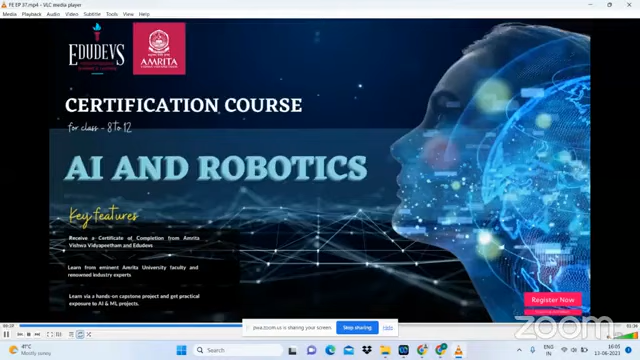 FE EP 37.mp4 - VLC media player
Media Playback Audio Video Subtitle Tools View Help
EDUDEVS
AMRITA
CERTIFICATION COURSE
for class - 8 to 12
AI AND ROBOTICS
Key features
Receive a Certificate of Completion from Amrita
Vishwa Vidyapeetham and Edudevs
Learn from eminent Amrita University faculty and
renowned industry experts
Learn via a hands-on capstone project and get practical
exposure to AI & ML projects.
Register Now
zoom
pwa.zoom.us is sharing your screen. Stop sharing Hide
41°C
Mostly sunny
Search
ENG
IN
16:05
13-06-2023